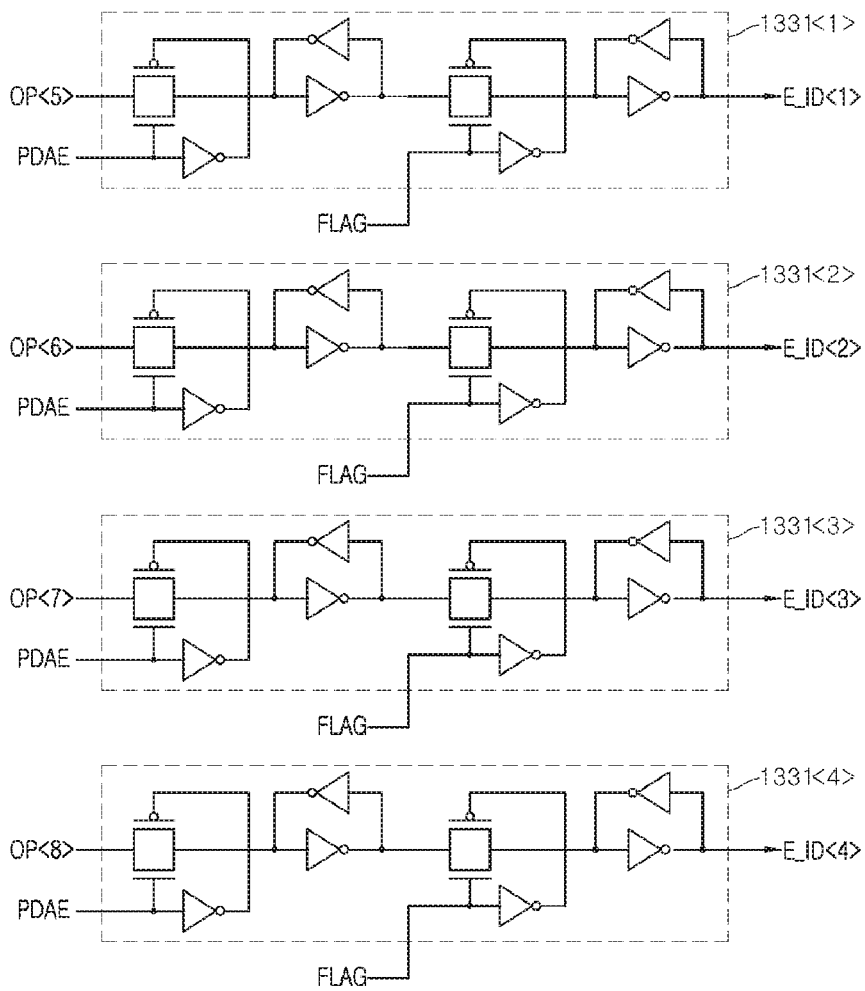 1331<1>
OP<5>
E_ID<1>
PDAE
FLAG
1331<2>
OP<6>
E_ID<2>
PDAE
FLAG
1331<3>
OP<7>
E_ID<3>
PDAE
FLAG
1331<4>
OP<8>
E_ID<4>
PDAE
FLAG